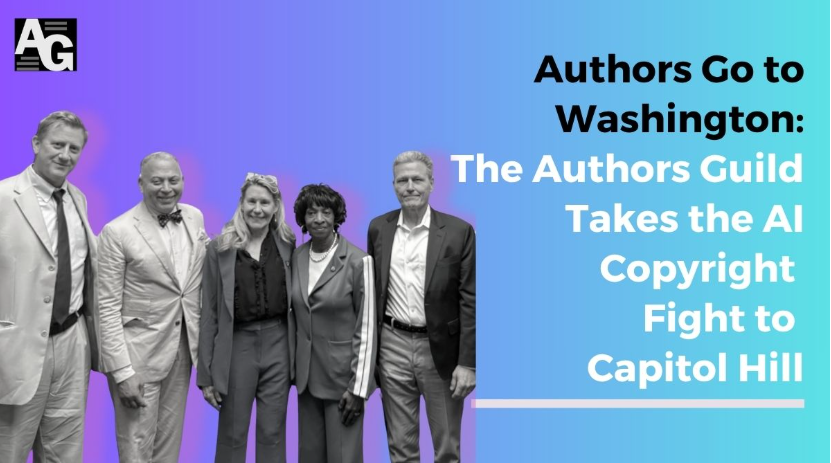 AG
Authors Go to
Washington:
The Authors Guild
Takes the AI
Copyright
Fight to
Capitol Hill